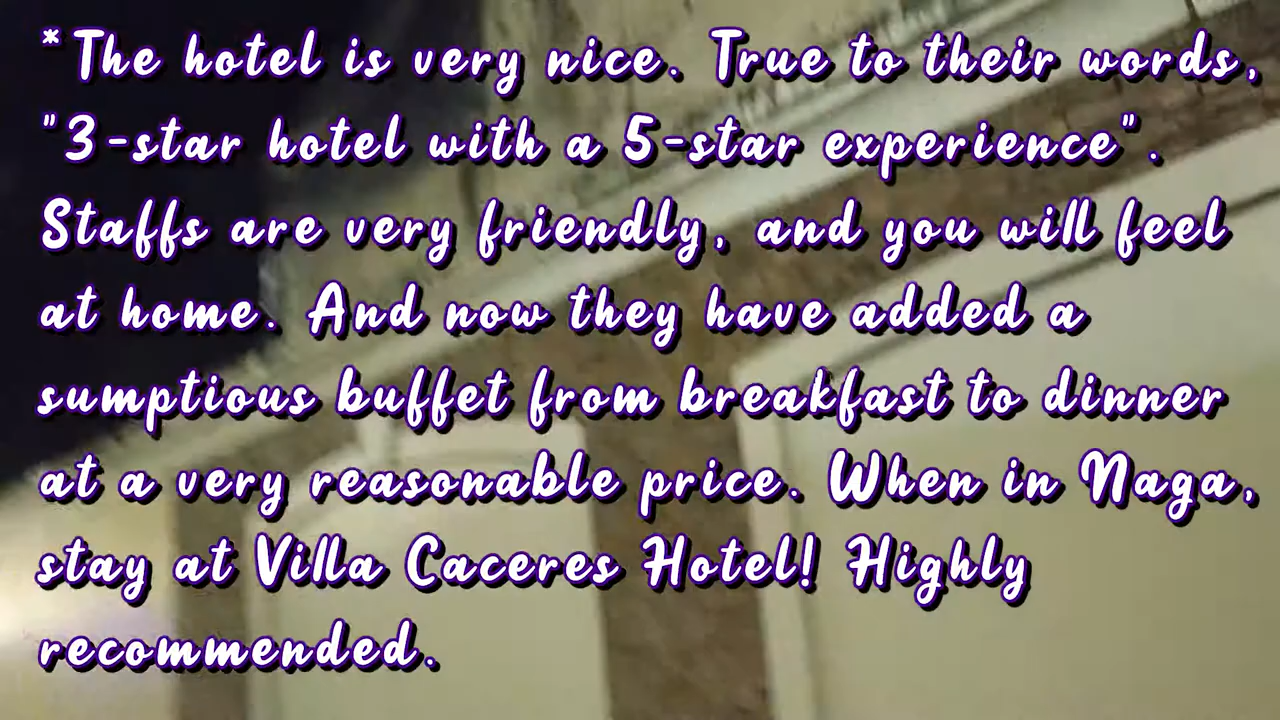 *The hotel is very nice. True to their words,
"3-star hotel with a 5-star experience".
Staffs are very friendly, and you will feel
at home. And now they have added a
sumptious buffet from breakfast to dinner
at a very reasonable price. When in Naga,
stay at Villa Caceres Hotel! Highly
recommended.